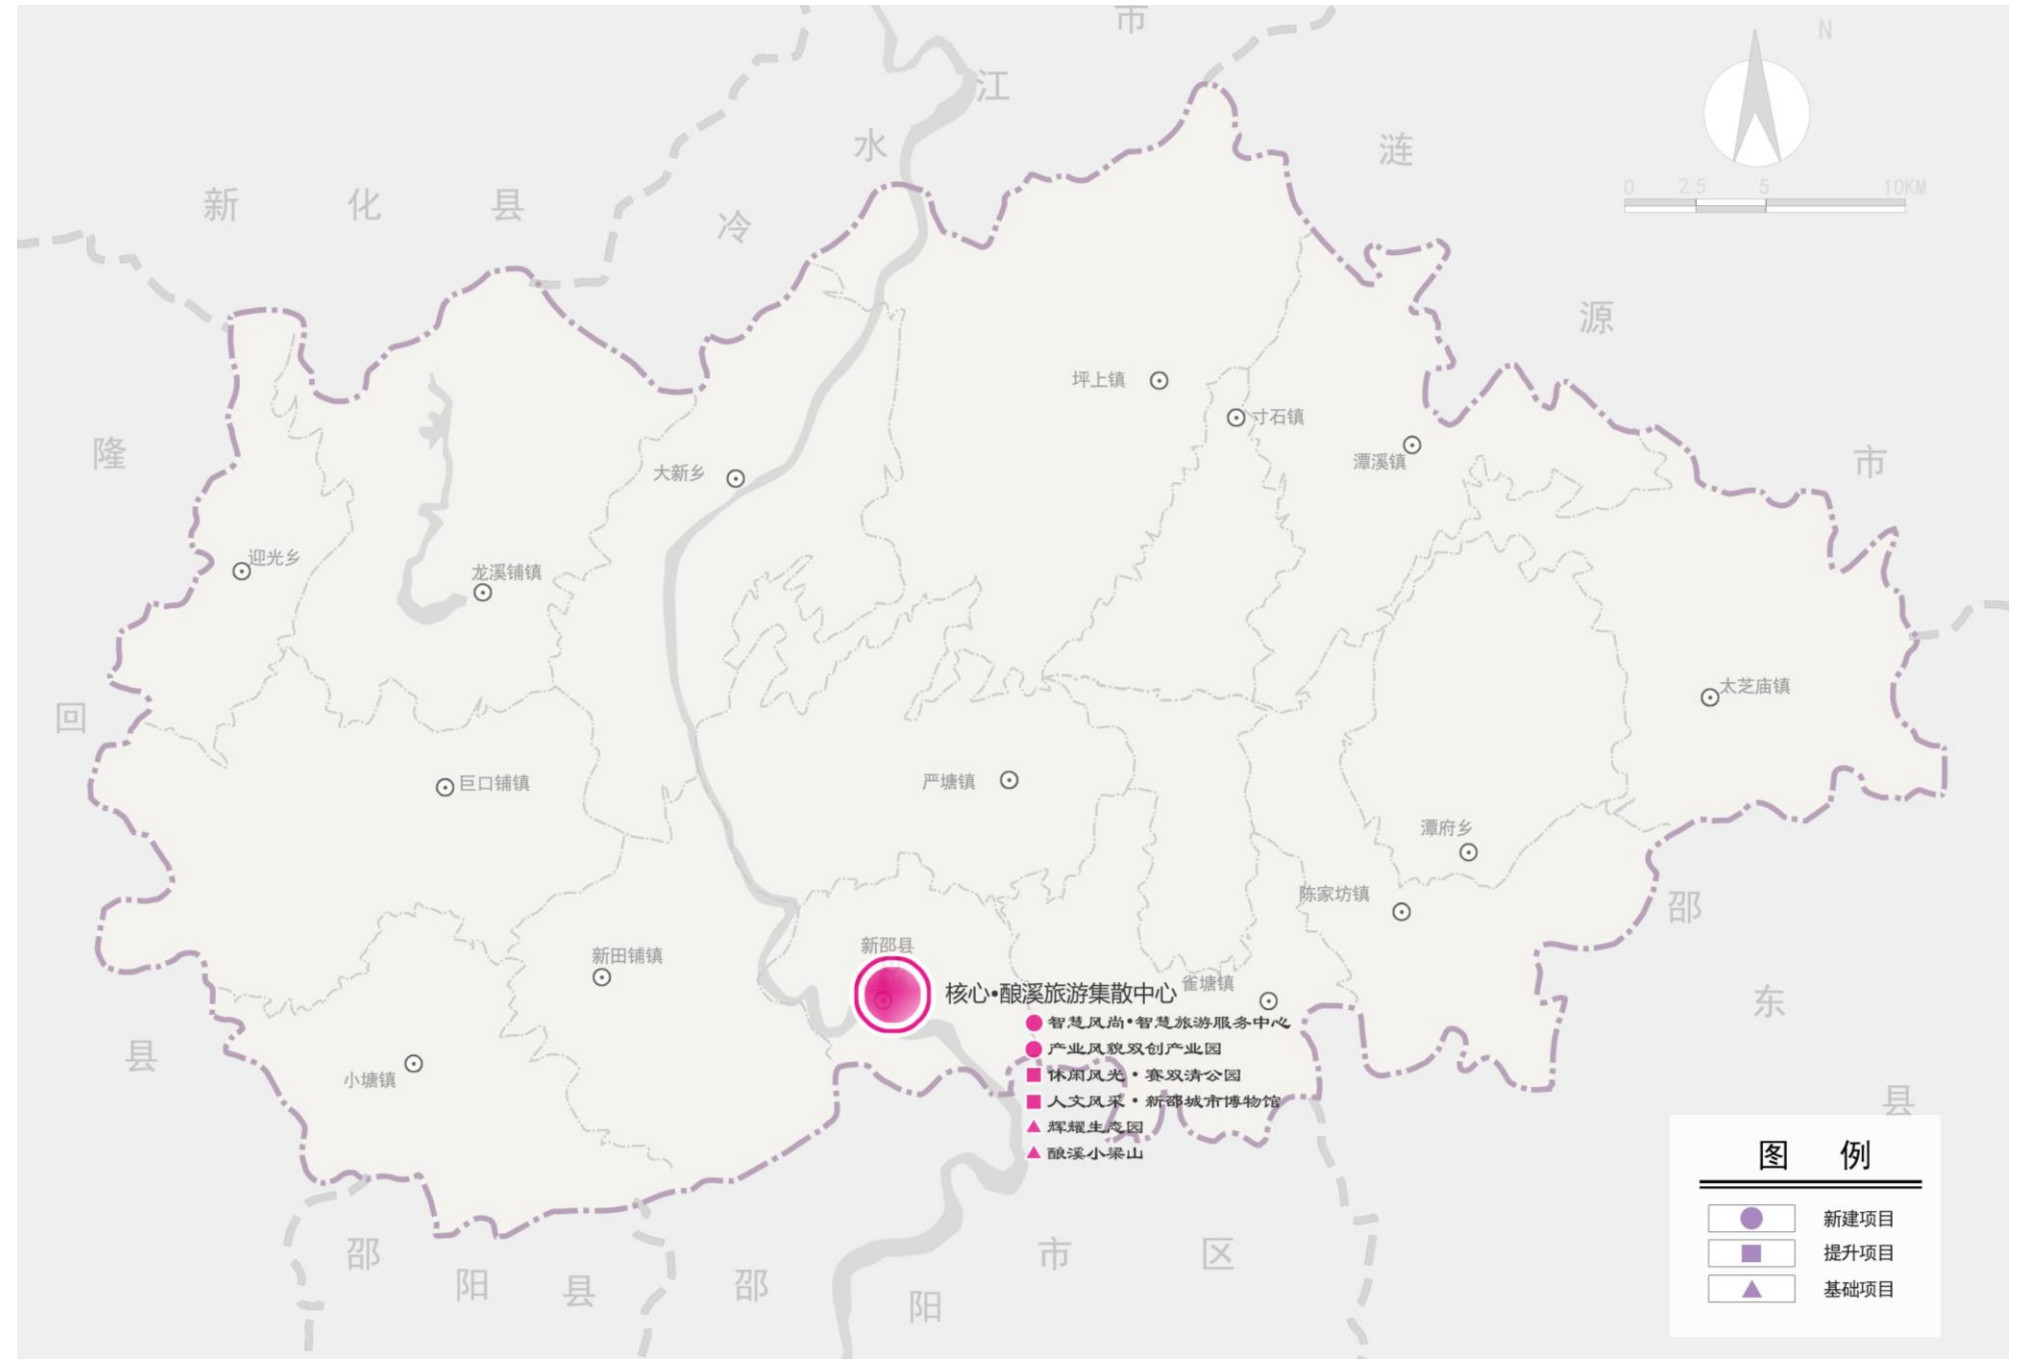 市
江
N
水
涟
0 2.5 5 10KM
新 化 县
冷
源
坪上镇
寸石镇
隆
潭溪镇
市
大新乡
迎光乡
龙溪铺镇
太芝庙镇
回
巨口铺镇
严塘镇
潭府乡
陈家坊镇
邵
新邵县
新田铺镇
雀塘镇
核心•酿溪旅游集散中心
东
智慧风尚•智慧旅游服务中心
产业风貌双创产业园
县
小塘镇
休闲风光•赛双清公园
人文风采•新邵城市博物馆
县
辉耀生态园
酿溪小梁山
图 例
新建项目
提升项目
基础项目
邵 阳 县
邵 阳 市 区